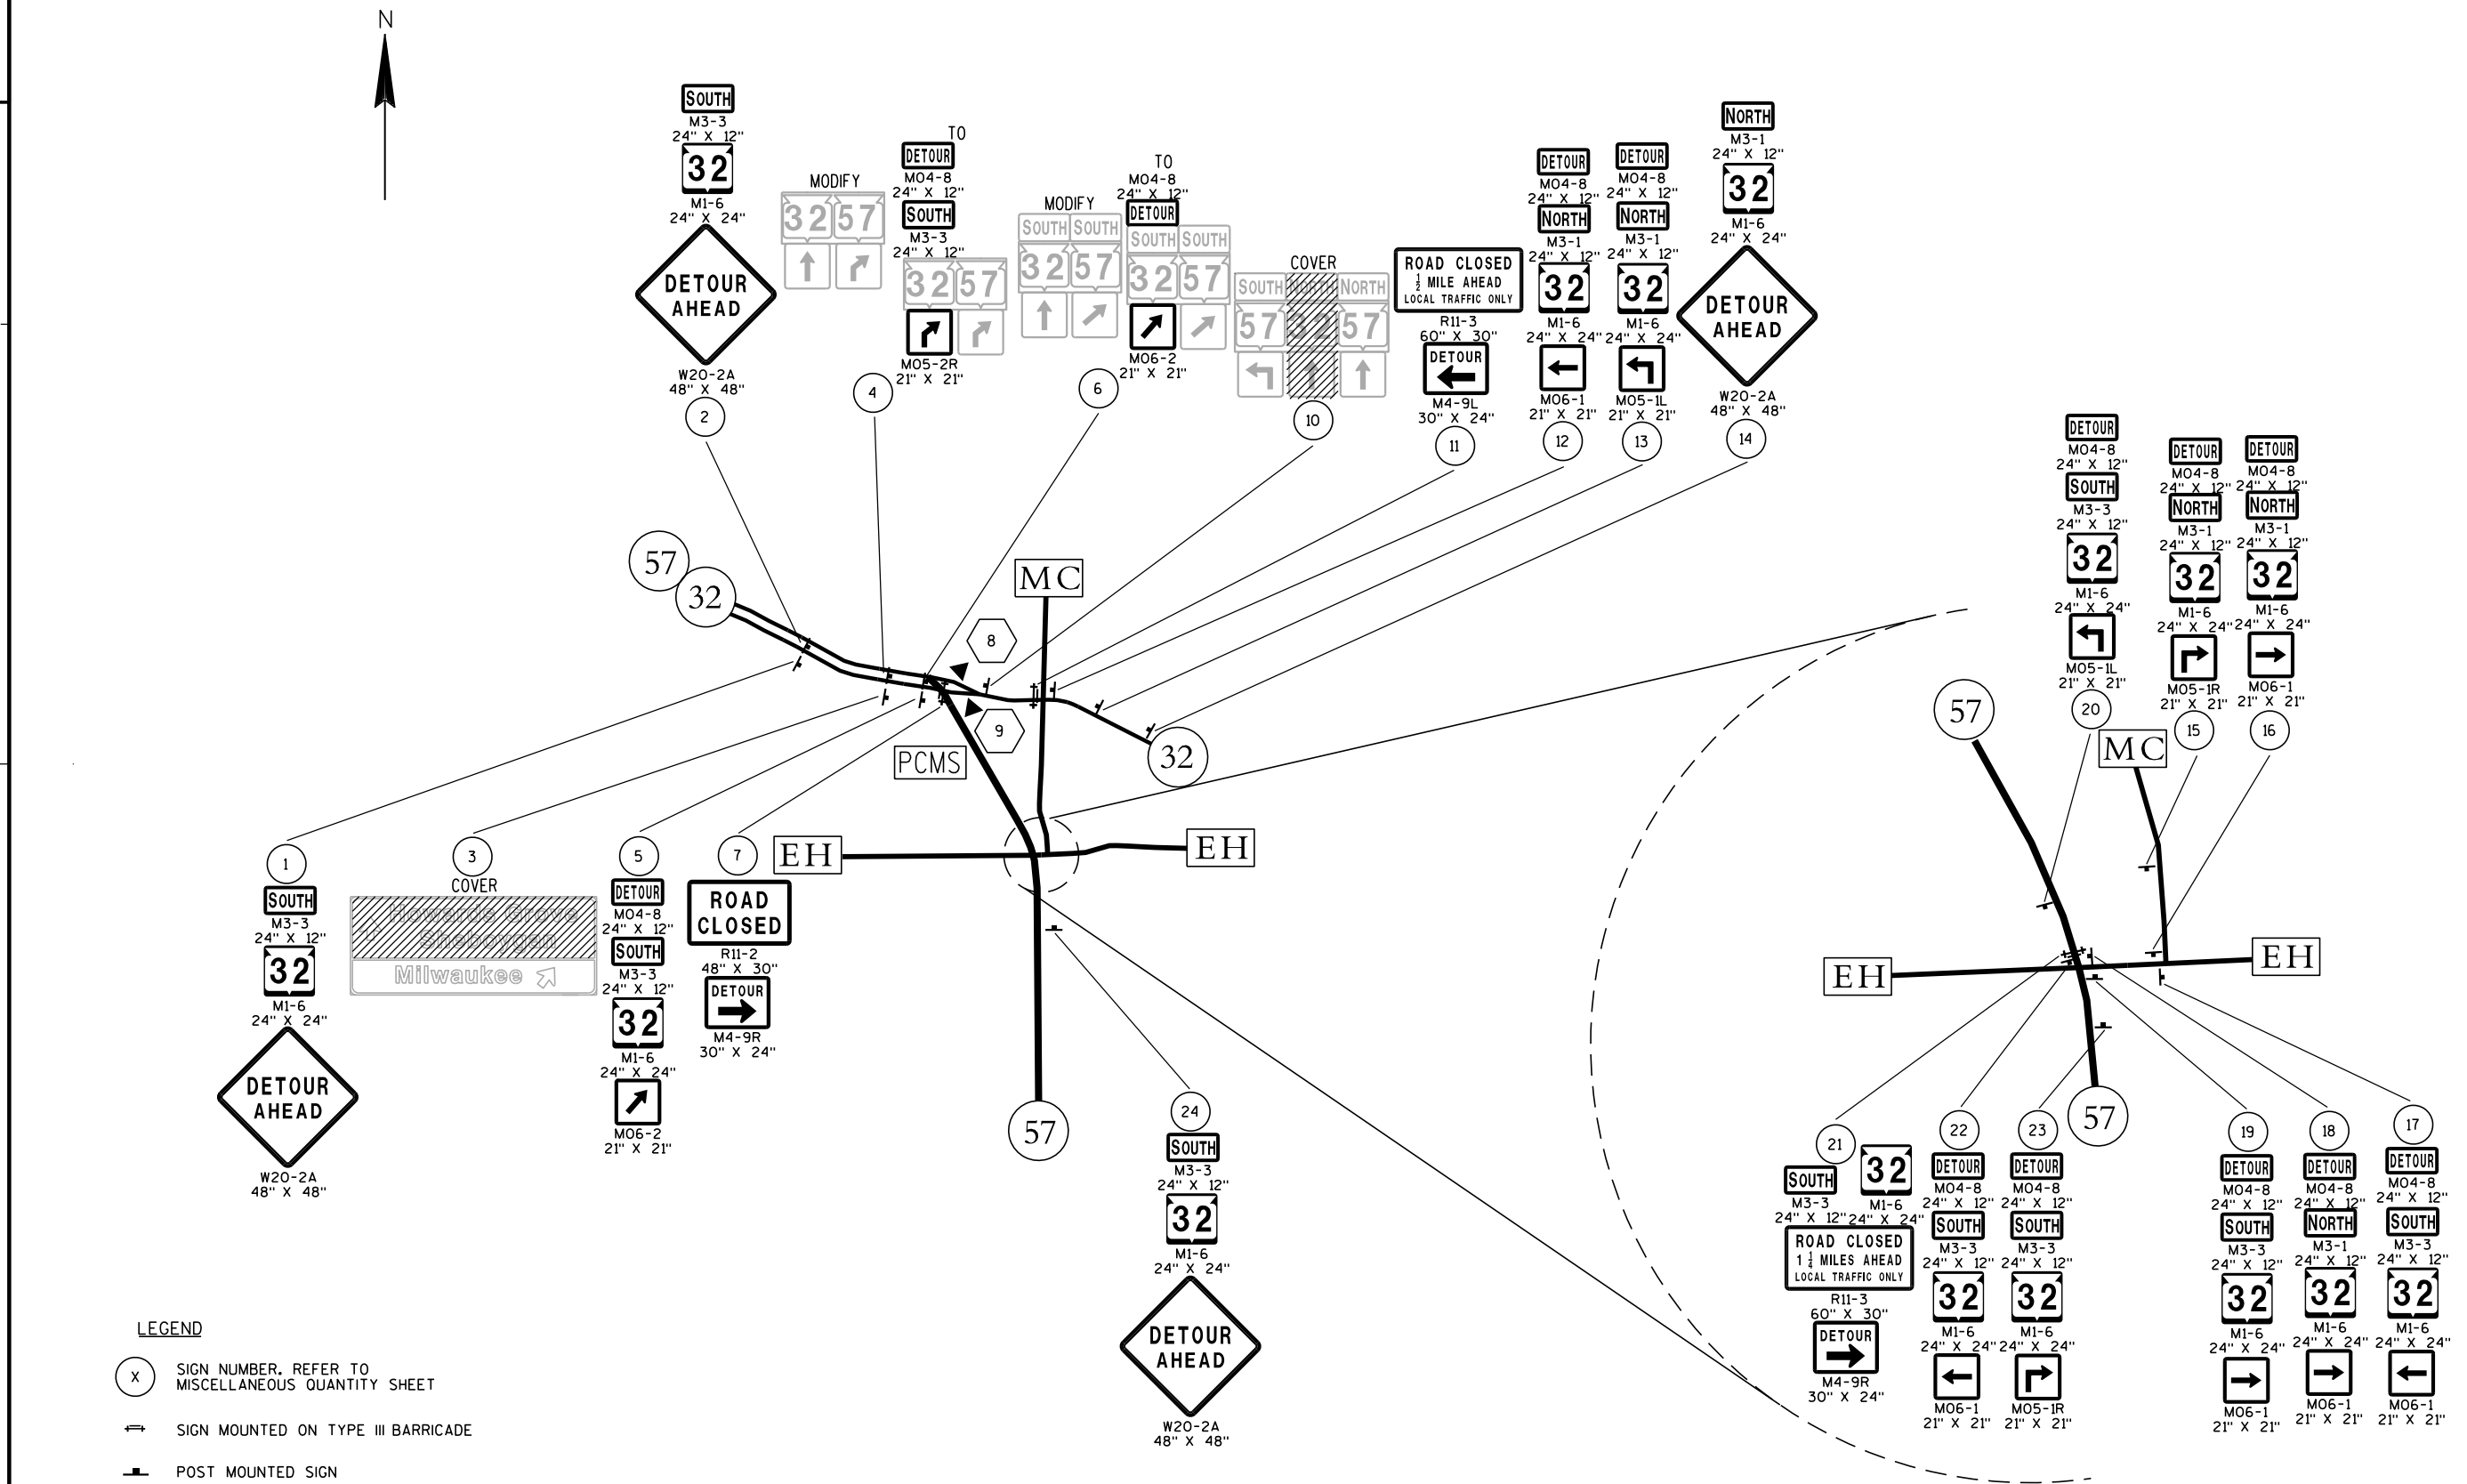 N
SOUTH
M3-3
24" X 12"
32
M1-6
24" X 24"
DETOUR
AHEAD
W20-2A
48" X 48"
2
MODIFY
32 57
TO
DETOUR
M04-8
24" X 12"
SOUTH
M3-3
24" X 12"
32 57
M05-2R
21" X 21"
4
MODIFY
SOUTH SOUTH
32 57
TO
M04-8
24" X 12"
DETOUR
SOUTH SOUTH
32 57
M06-2
21" X 21"
6
COVER
SOUTH NORTH NORTH
57 32 57
10
ROAD CLOSED
1/2 MILE AHEAD
LOCAL TRAFFIC ONLY
R11-3
60" X 30"
DETOUR
M4-9L
30" X 24"
11
DETOUR
M04-8
24" X 12"
NORTH
M3-1
24" X 12"
32
M1-6
24" X 24"
M06-1
21" X 21"
12
DETOUR
M04-8
24" X 12"
NORTH
M3-1
24" X 12"
32
M1-6
24" X 24"
M05-1L
21" X 21"
13
NORTH
M3-1
24" X 12"
32
M1-6
24" X 24"
DETOUR
AHEAD
W20-2A
48" X 48"
14
DETOUR
M04-8
24" X 12"
SOUTH
M3-3
24" X 12"
32
M1-6
24" X 24"
M05-1L
21" X 21"
20
DETOUR
M04-8
24" X 12"
NORTH
M3-1
24" X 12"
32
M1-6
24" X 24"
M05-1R
21" X 21"
15
DETOUR
M04-8
24" X 12"
NORTH
M3-1
24" X 12"
32
M1-6
24" X 24"
M06-1
21" X 21"
16
57
32
MC
8
9
PCMS
32
EH
EH
57
57
MC
EH
EH
57
1
SOUTH
M3-3
24" X 12"
32
M1-6
24" X 24"
DETOUR
AHEAD
W20-2A
48" X 48"
3
COVER
Howards Grove
Sheboygan
Milwaukee
5
DETOUR
M04-8
24" X 12"
SOUTH
M3-3
24" X 12"
32
M1-6
24" X 24"
M06-2
21" X 21"
7
ROAD
CLOSED
R11-2
48" X 30"
DETOUR
M4-9R
30" X 24"
24
SOUTH
M3-3
24" X 12"
32
M1-6
24" X 24"
DETOUR
AHEAD
W20-2A
48" X 48"
21
SOUTH
M3-3
24" X 12"
32
M1-6
24" X 24"
ROAD CLOSED
1 1/4 MILES AHEAD
LOCAL TRAFFIC ONLY
R11-3
60" X 30"
DETOUR
M4-9R
30" X 24"
22
DETOUR
M04-8
24" X 12"
SOUTH
M3-3
24" X 12"
32
M1-6
24" X 24"
M06-1
21" X 21"
23
DETOUR
M04-8
24" X 12"
SOUTH
M3-3
24" X 12"
32
M1-6
24" X 24"
M05-1R
21" X 21"
19
DETOUR
M04-8
24" X 12"
SOUTH
M3-3
24" X 12"
32
M1-6
24" X 24"
M06-1
21" X 21"
18
DETOUR
M04-8
24" X 12"
NORTH
M3-1
24" X 12"
32
M1-6
24" X 24"
M06-1
21" X 21"
17
DETOUR
M04-8
24" X 12"
SOUTH
M3-3
24" X 12"
32
M1-6
24" X 24"
M06-1
21" X 21"
LEGEND
X
SIGN NUMBER. REFER TO
MISCELLANEOUS QUANTITY SHEET
SIGN MOUNTED ON TYPE III BARRICADE
POST MOUNTED SIGN